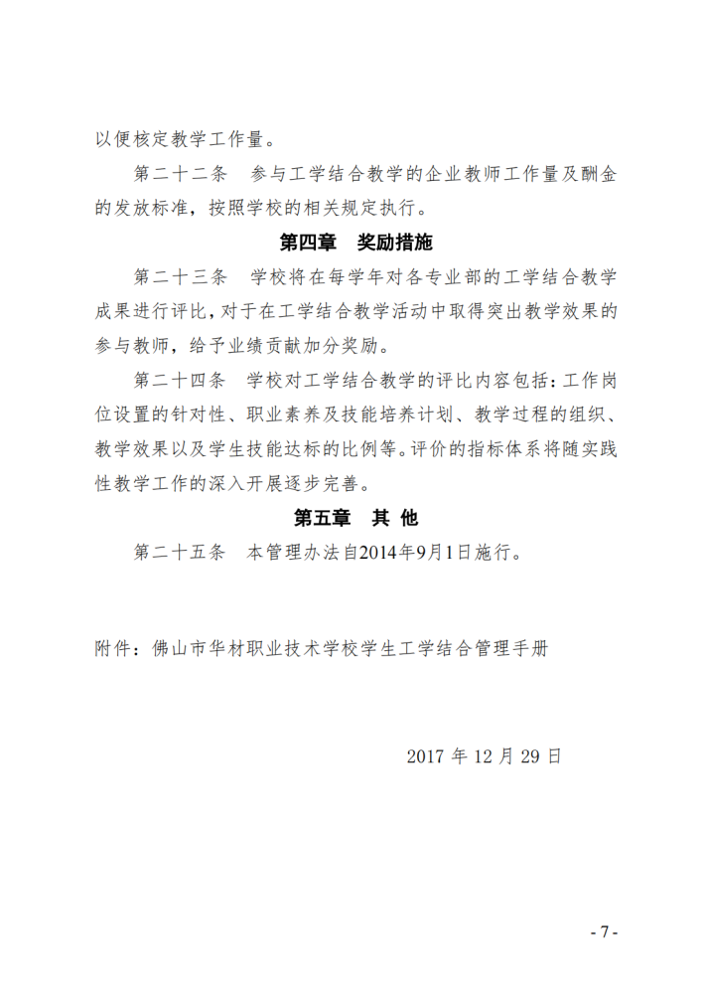 以便核定教学工作量。
第二十二条　参与工学结合教学的企业教师工作量及酬金
的发放标准，按照学校的相关规定执行。
第四章　奖励措施
第二十三条　学校将在每学年对各专业部的工学结合教学
成果进行评比，对于在工学结合教学活动中取得突出教学效果的
参与教师，给予业绩贡献加分奖励。
第二十四条　学校对工学结合教学的评比内容包括：工作岗
位设置的针对性、职业素养及技能培养计划、教学过程的组织、
教学效果以及学生技能达标的比例等。评价的指标体系将随实践
性教学工作的深入开展逐步完善。
第五章　其 他
第二十五条　本管理办法自2014年9月1日施行。
附件：佛山市华材职业技术学校学生工学结合管理手册
2017 年 12 月 29 日
- 7 -